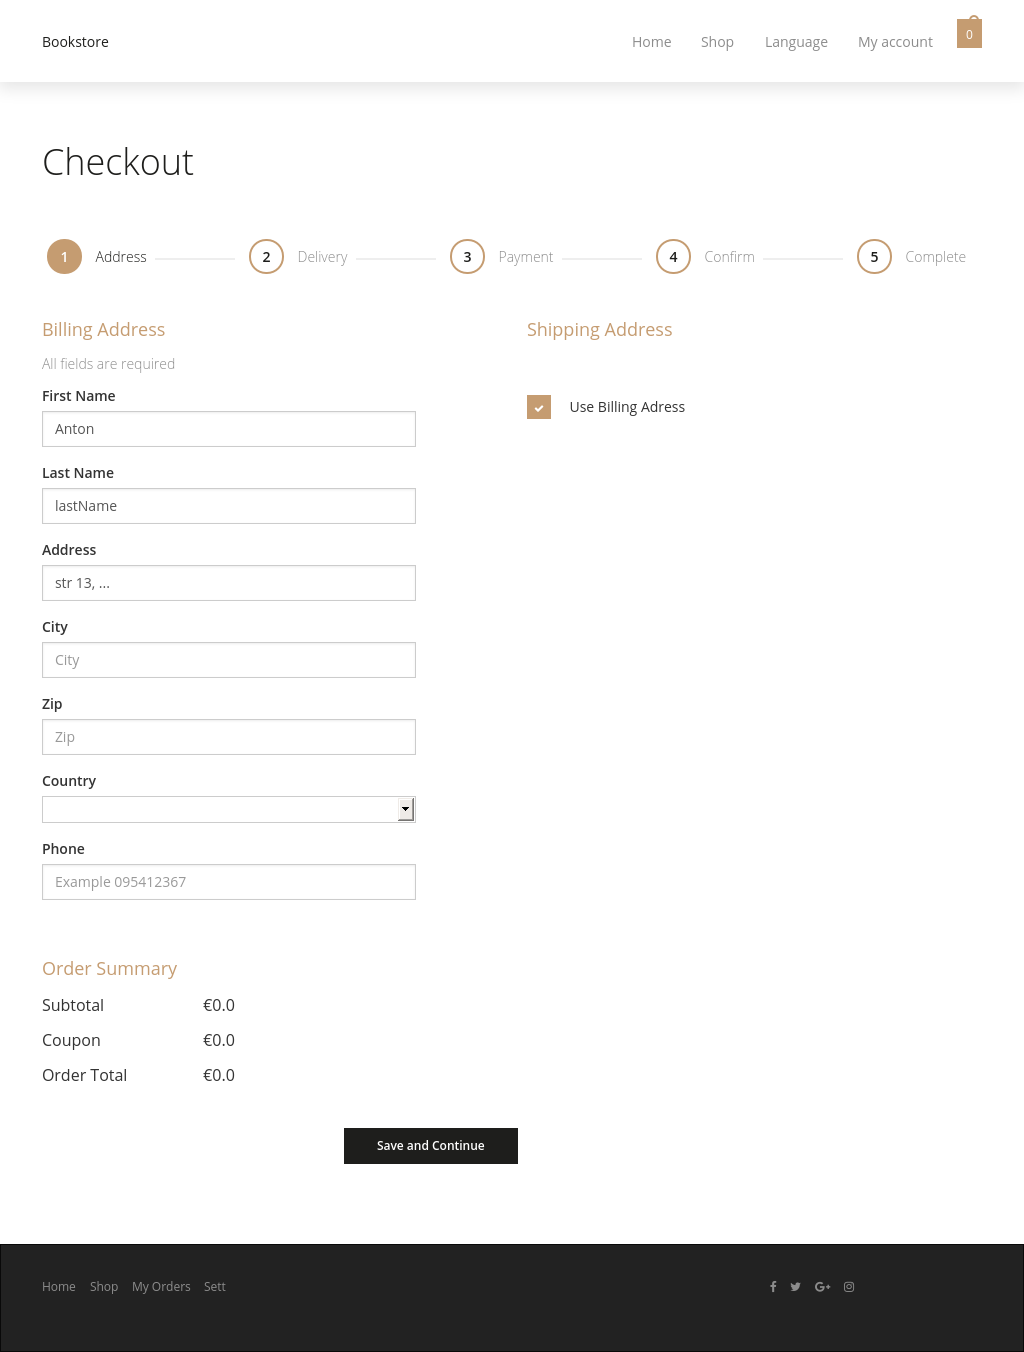 Bookstore
Home Shop Language My account 0
Checkout
1 Address 2 Delivery 3 Payment 4 Confirm 5 Complete
Billing Address
All fields are required
First Name
Anton
Last Name
lastName
Address
str 13, ...
City
City
Zip
Zip
Country
Phone
Example 095412367
Shipping Address
Use Billing Adress
Order Summary
Subtotal €0.0
Coupon €0.0
Order Total €0.0
Save and Continue
Home Shop My Orders Sett